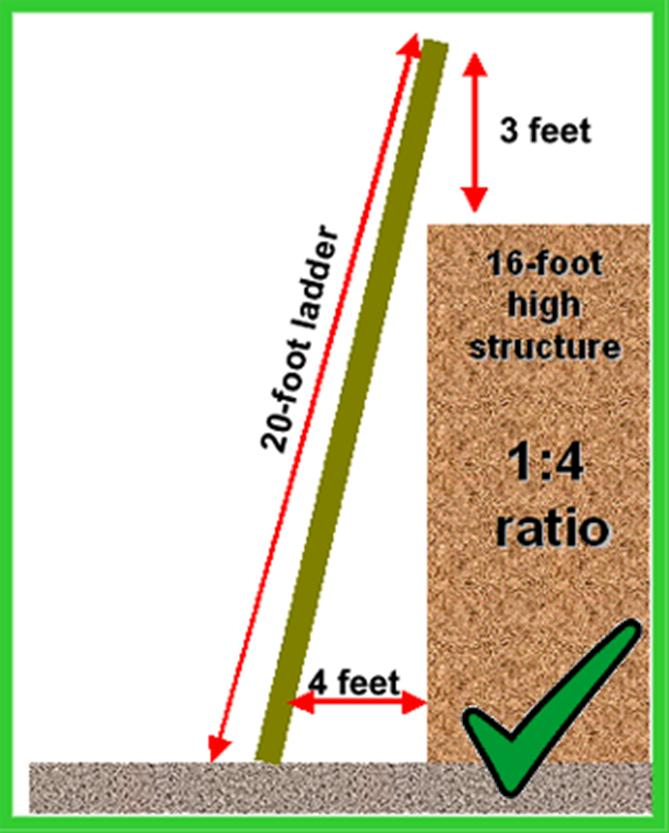 3 feet
20-foot ladder
16-foot
high
structure
1:4
ratio
4 feet